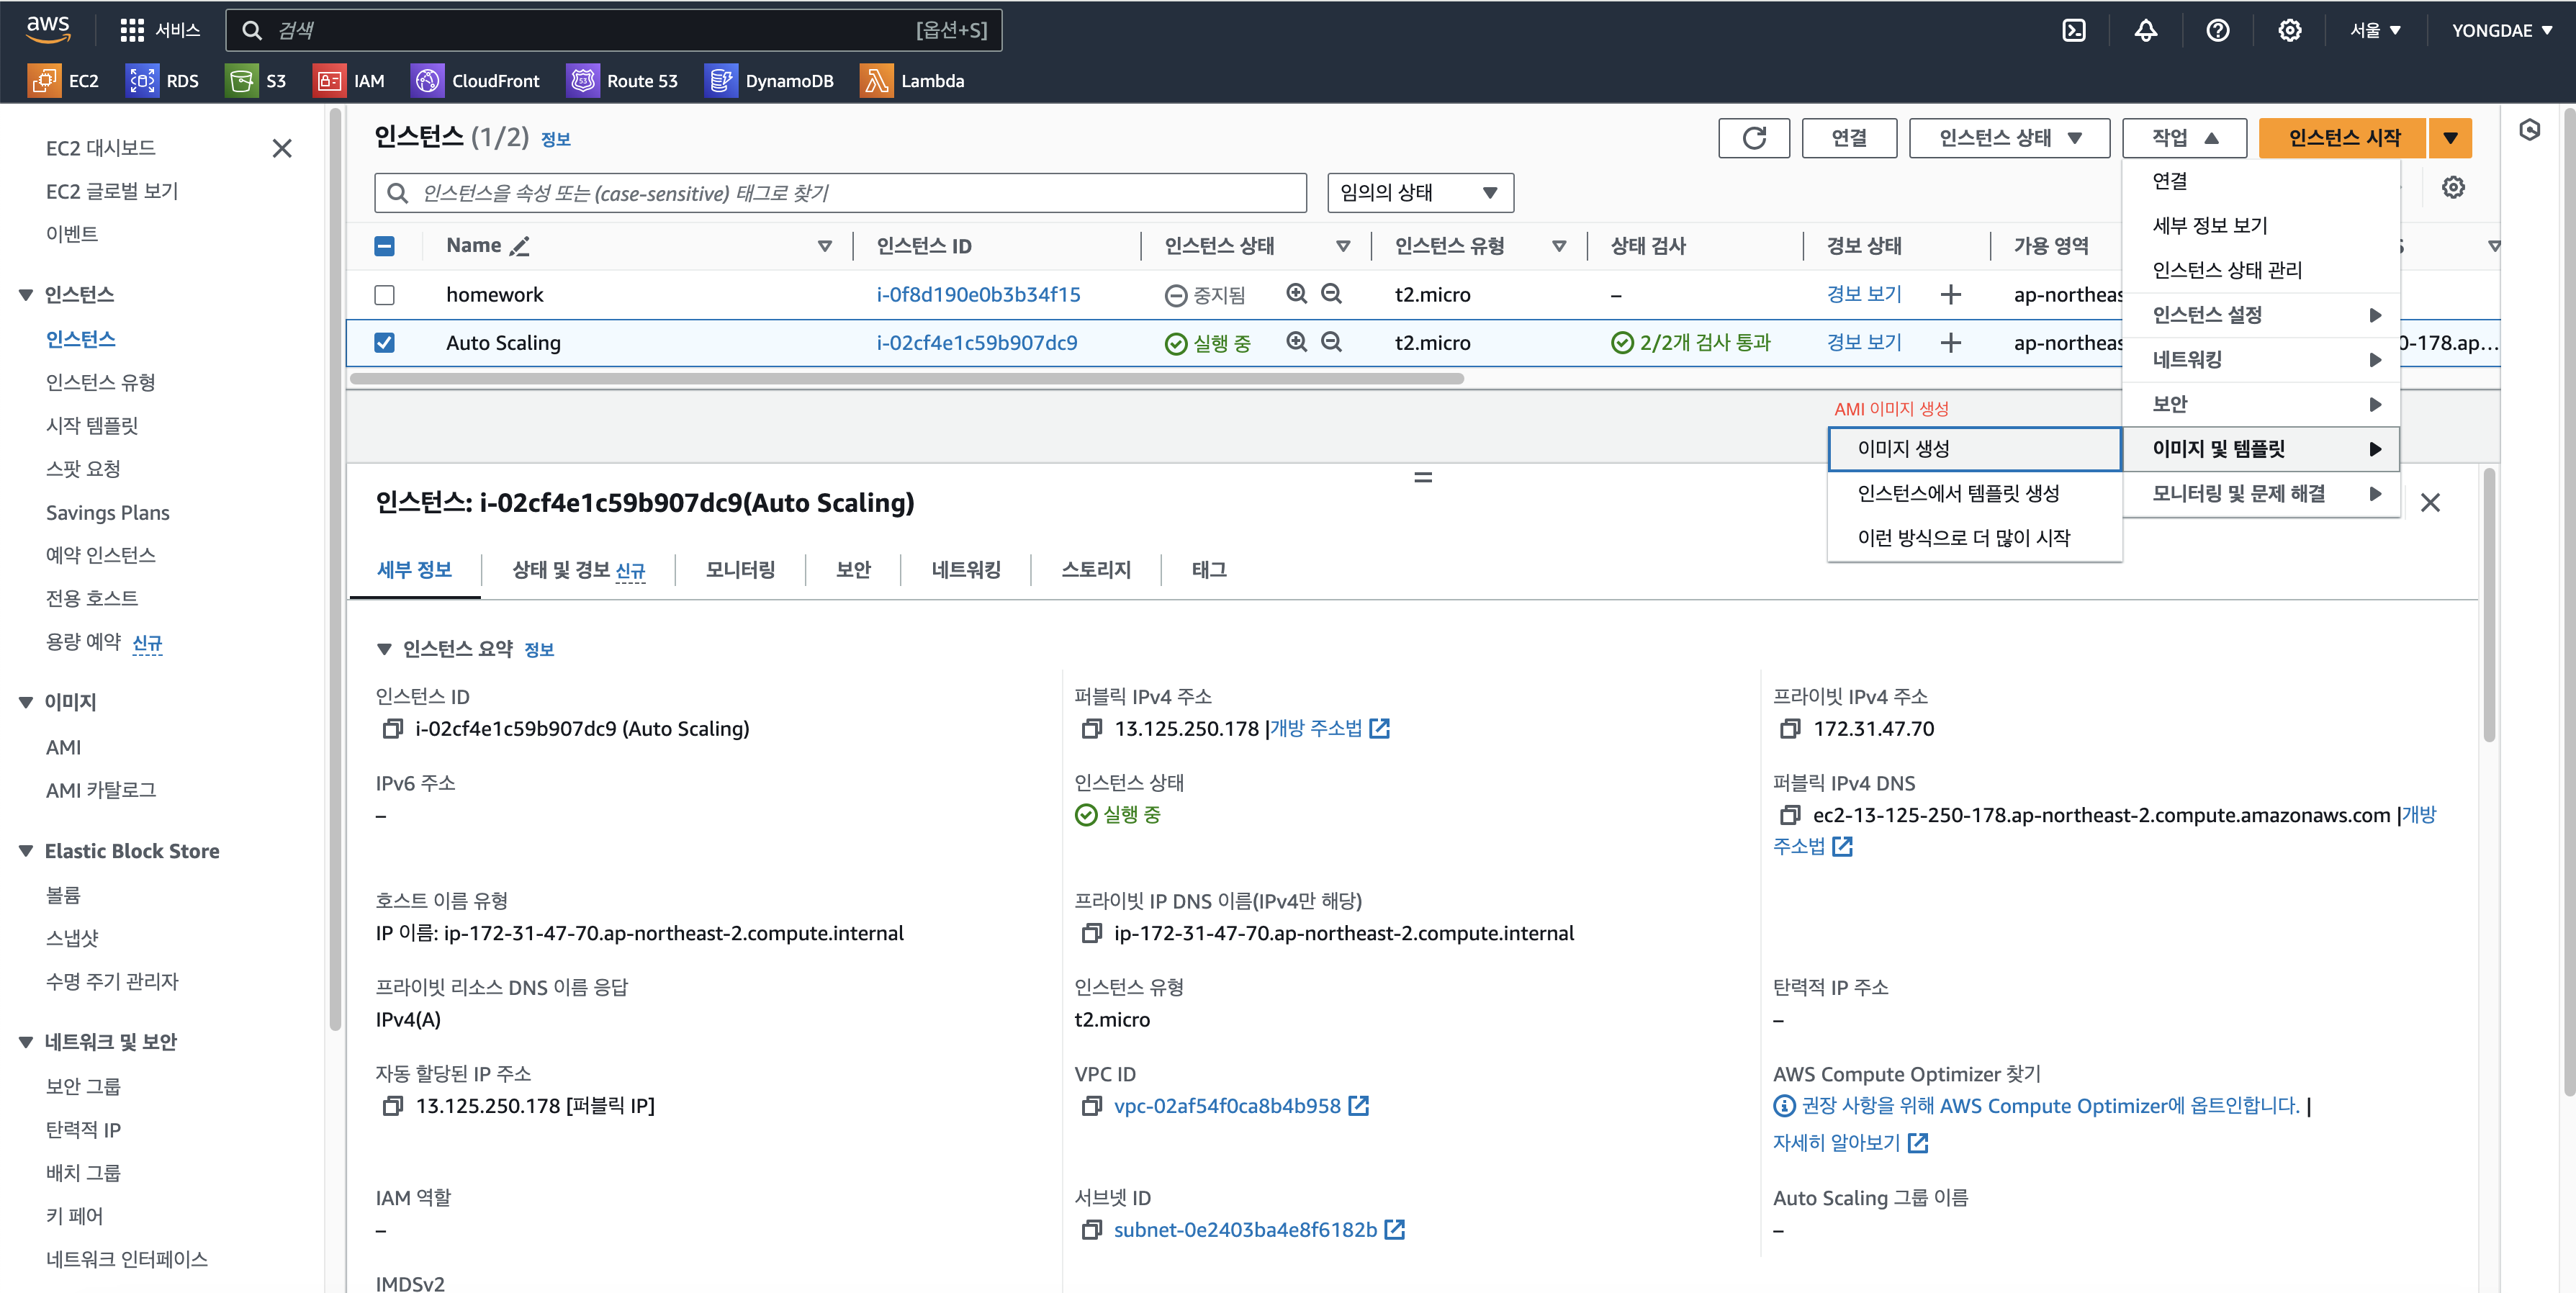 aws
서비스
검색
[옵션+S]
서울
YONGDAE
EC2
RDS
S3
IAM
CloudFront
Route 53
DynamoDB
Lambda
EC2 대시보드
EC2 글로벌 보기
이벤트
인스턴스
인스턴스
인스턴스 유형
시작 템플릿
스팟 요청
Savings Plans
예약 인스턴스
전용 호스트
용량 예약 신규
이미지
AMI
AMI 카탈로그
Elastic Block Store
볼륨
스냅샷
수명 주기 관리자
네트워크 및 보안
보안 그룹
탄력적 IP
배치 그룹
키 페어
네트워크 인터페이스
인스턴스 (1/2) 정보
연결
인스턴스 상태
작업
인스턴스 시작
인스턴스을 속성 또는 (case-sensitive) 태그로 찾기
임의의 상태
Name
인스턴스 ID
인스턴스 상태
인스턴스 유형
상태 검사
경보 상태
가용 영역
homework
i-0f8d190e0b3b34f15
중지됨
t2.micro
–
경보 보기
ap-northeas
Auto Scaling
i-02cf4e1c59b907dc9
실행 중
t2.micro
2/2개 검사 통과
경보 보기
ap-northeas
0-178.ap...
연결
세부 정보 보기
인스턴스 상태 관리
인스턴스 설정
네트워킹
보안
이미지 및 템플릿
모니터링 및 문제 해결
AMI 이미지 생성
이미지 생성
인스턴스에서 템플릿 생성
이런 방식으로 더 많이 시작
인스턴스: i-02cf4e1c59b907dc9(Auto Scaling)
세부 정보
상태 및 경보 신규
모니터링
보안
네트워킹
스토리지
태그
인스턴스 요약 정보
인스턴스 ID
i-02cf4e1c59b907dc9 (Auto Scaling)
퍼블릭 IPv4 주소
13.125.250.178 |개방 주소법
프라이빗 IPv4 주소
172.31.47.70
IPv6 주소
–
인스턴스 상태
실행 중
퍼블릭 IPv4 DNS
ec2-13-125-250-178.ap-northeast-2.compute.amazonaws.com |개방
주소법
호스트 이름 유형
IP 이름: ip-172-31-47-70.ap-northeast-2.compute.internal
프라이빗 IP DNS 이름(IPv4만 해당)
ip-172-31-47-70.ap-northeast-2.compute.internal
프라이빗 리소스 DNS 이름 응답
IPv4(A)
인스턴스 유형
t2.micro
탄력적 IP 주소
–
자동 할당된 IP 주소
13.125.250.178 [퍼블릭 IP]
VPC ID
vpc-02af54f0ca8b4b958
AWS Compute Optimizer 찾기
권장 사항을 위해 AWS Compute Optimizer에 옵트인합니다. |
자세히 알아보기
IAM 역할
–
서브넷 ID
subnet-0e2403ba4e8f6182b
Auto Scaling 그룹 이름
–
IMDSv2